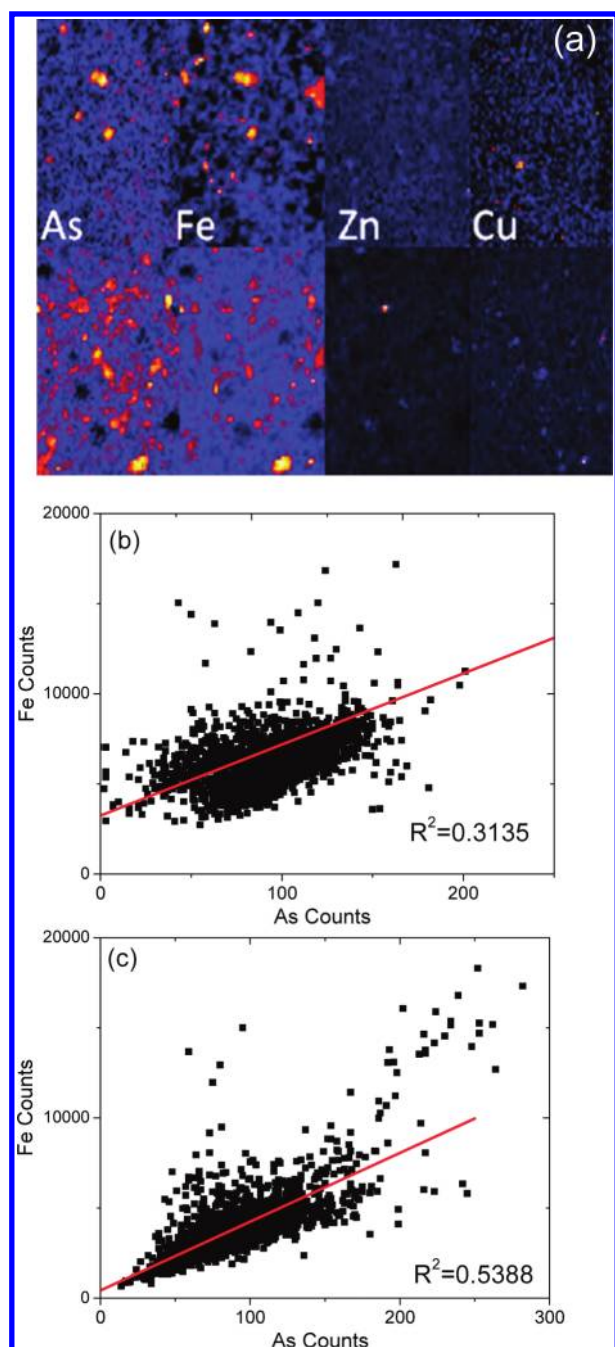 (a)
As Fe Zn Cu
(b)
20000
10000
0
Fe Counts
R²=0.3135
0 100 200
As Counts
(c)
20000
10000
0
Fe Counts
R²=0.5388
0 100 200 300
As Counts